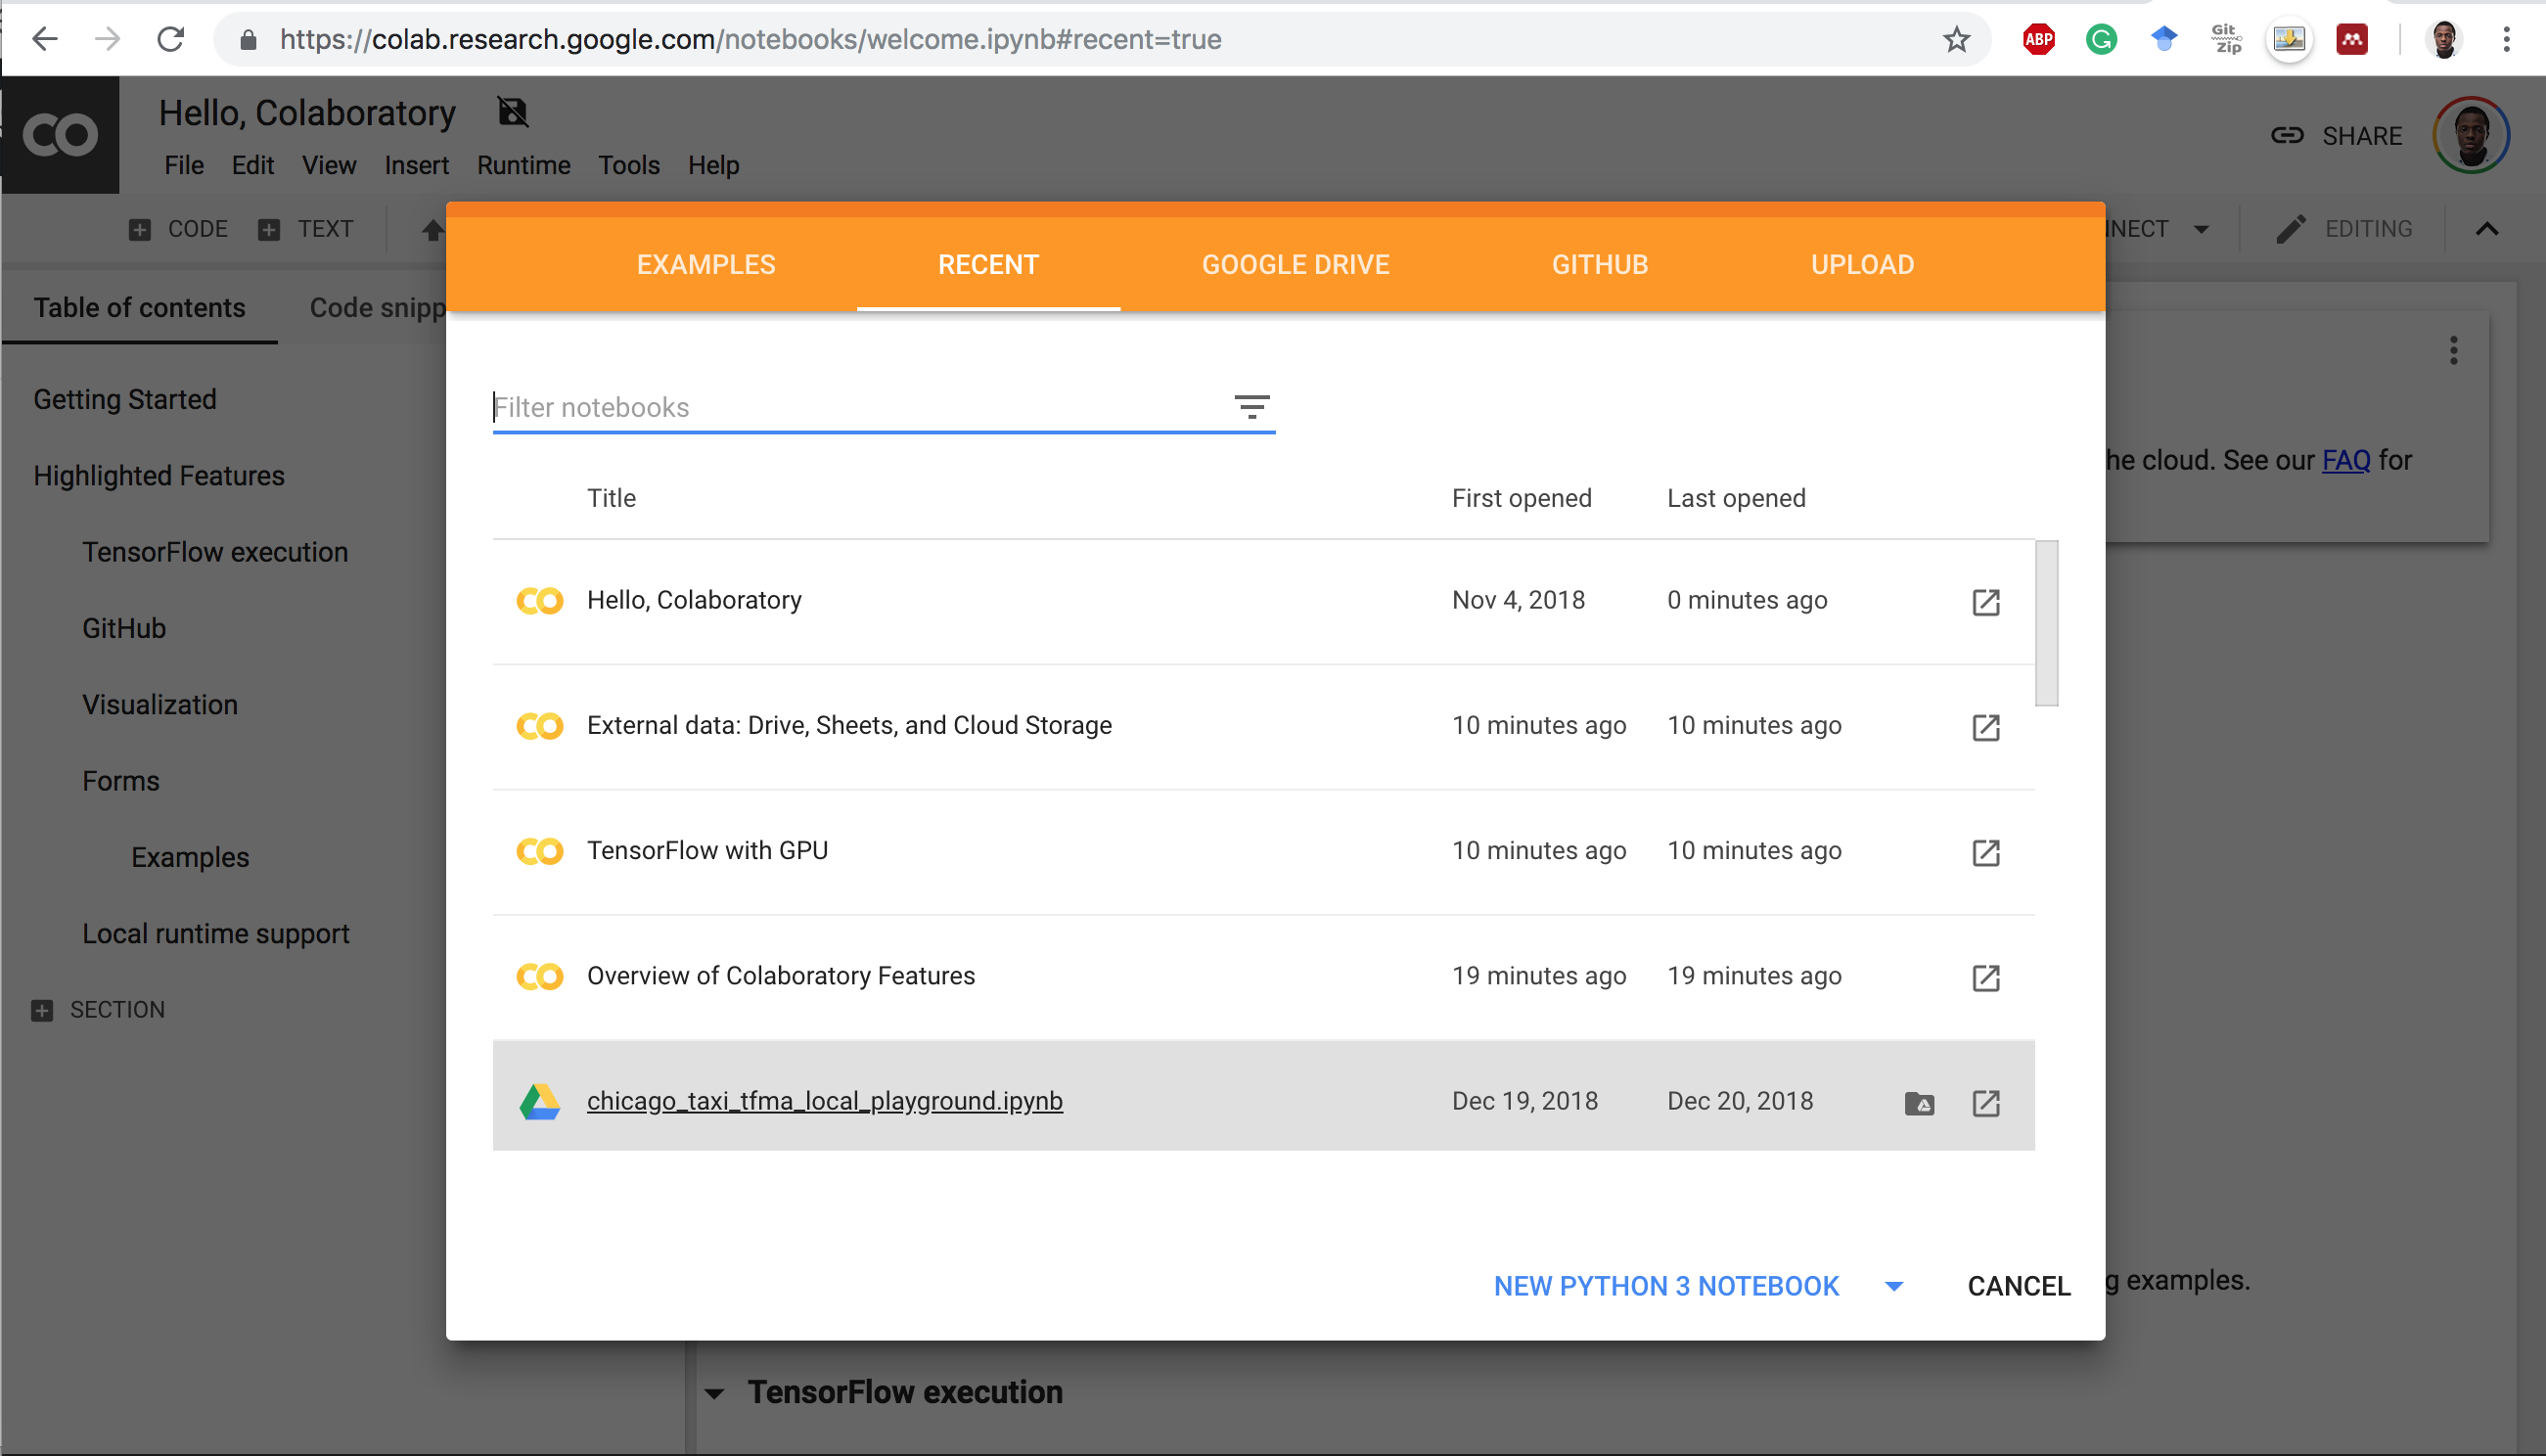 https://colab.research.google.com/notebooks/welcome.ipynb#recent=true
ABP
Git
Zip
CO
Hello, Colaboratory
File Edit View Insert Runtime Tools Help
SHARE
CODE TEXT
NNECT
EDITING
EXAMPLES RECENT GOOGLE DRIVE GITHUB UPLOAD
Table of contents
Code snipp
Getting Started
Highlighted Features
TensorFlow execution
GitHub
Visualization
Forms
Examples
Local runtime support
SECTION
Filter notebooks
he cloud. See our FAQ for
Title First opened Last opened
Hello, Colaboratory Nov 4, 2018 0 minutes ago
External data: Drive, Sheets, and Cloud Storage 10 minutes ago 10 minutes ago
TensorFlow with GPU 10 minutes ago 10 minutes ago
Overview of Colaboratory Features 19 minutes ago 19 minutes ago
chicago_taxi_tfma_local_playground.ipynb Dec 19, 2018 Dec 20, 2018
NEW PYTHON 3 NOTEBOOK CANCEL
g examples.
TensorFlow execution